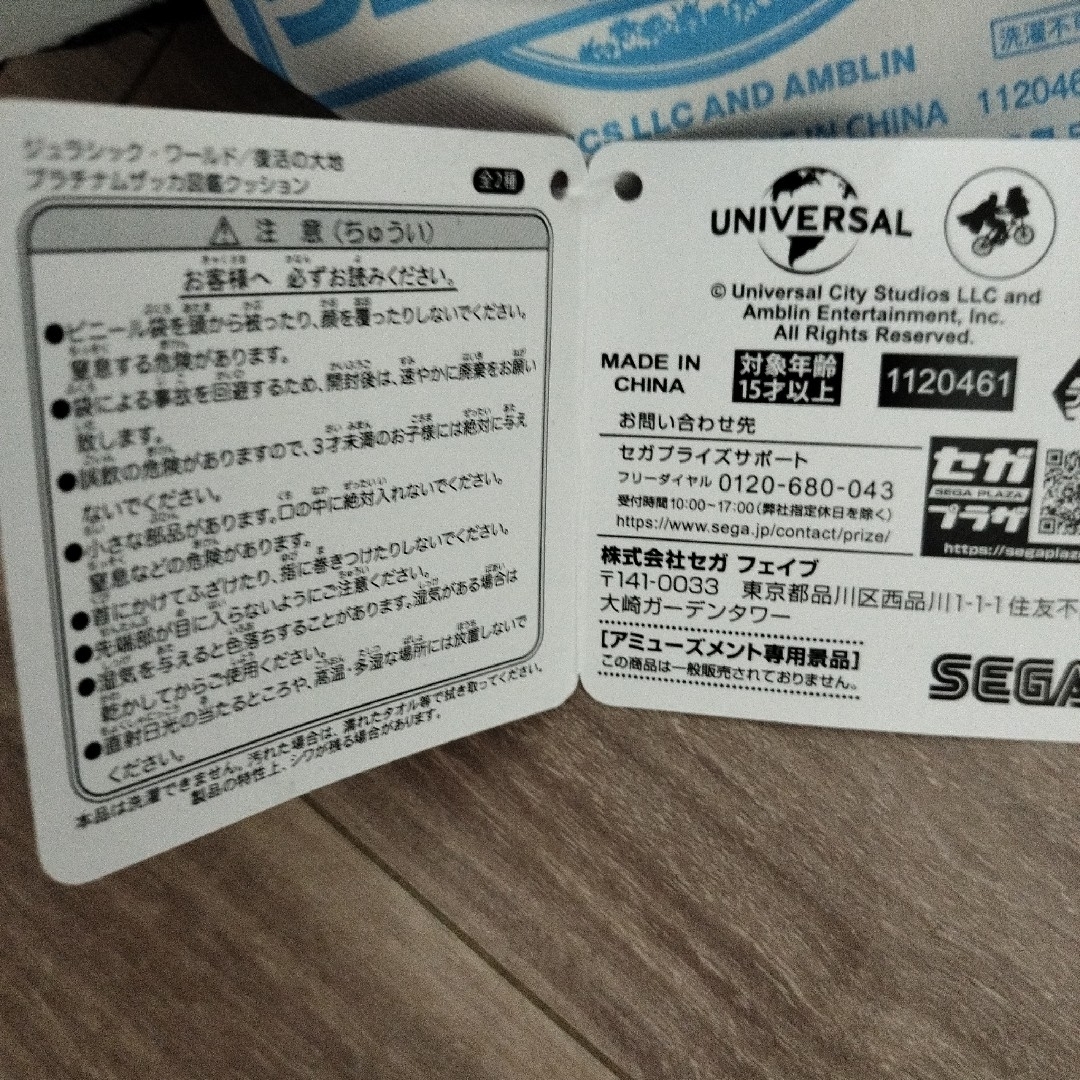 CS LLC AND AMBLIN
IN CHINA
洗濯不
112046
ジュラシック・ワールド/復活の大地
プラチナムザッカ図鑑クッション
全2種
注 意(ちゅうい)
お客様へ 必ずお読みください。
●ビニール袋を頭から被ったり、顔を覆ったりしないでください。
窒息する危険があります。
●袋による事故を回避するため、開封後は、速やかに廃棄をお願い
致します。
●誤飲の危険がありますので、3才未満のお子様には絶対に与え
ないでください。
●小さな部品があります。口の中に絶対入れないでください。
窒息などの危険があります。
●首にかけてふざけたり、指に巻きつけたりしないでください。
●先端部が目に入らないようにご注意ください。
●湿気を与えると色落ちすることがあります。湿気がある場合は
乾かしてからご使用ください。
●直射日光の当たるところや、高温・多湿な場所には放置しないで
ください。
本品は洗濯できません。汚れた場合は、濡れたタオル等で拭き取ってください。
製品の特性上、シワが残る場合があります。
UNIVERSAL
© Universal City Studios LLC and
Amblin Entertainment, Inc.
All Rights Reserved.
MADE IN
CHINA
対象年齢
15才以上
1120461
お問い合わせ先
セガプライズサポート
フリーダイヤル 0120-680-043
受付時間10:00~17:00(弊社指定休日を除く)
https://www.sega.jp/contact/prize/
セガ
SEGA PLAZA
プラザ
https://segaplaza
株式会社セガ フェイブ
〒141-0033 東京都品川区西品川1-1-1住友不
大崎ガーデンタワー
[アミューズメント専用景品]
この商品は一般販売されておりません。
SEGA